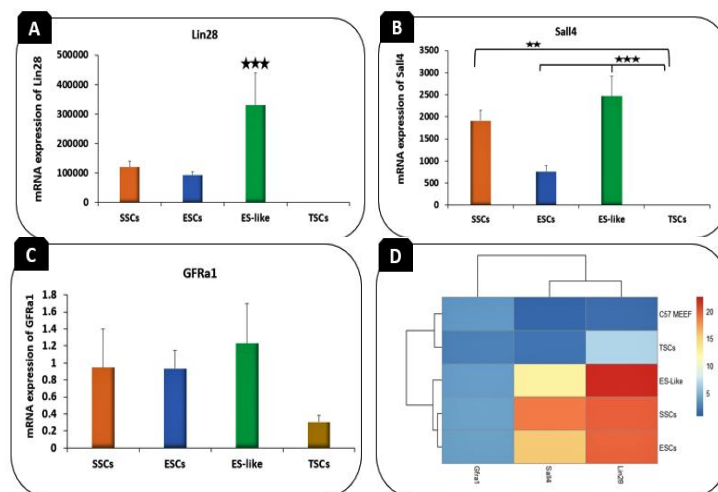 A
Lin28
★★★
mRNA expression of Lin28
500000
400000
300000
200000
100000
0
SSCs ESCs ES-like TSCs
B
Sall4
★★
★★★
mRNA expression of Sall4
3500
3000
2500
2000
1500
1000
500
0
SSCs ESCs ES-like TSCs
C
GFRa1
mRNA expression of GFRa1
1.8
1.6
1.4
1.2
1
0.8
0.6
0.4
0.2
0
SSCs ESCs ES-like TSCs
D
C57 MEEF
TSCs
ES-Like
SSCs
ESCs
Gfra1 Sall4 Lin28
20
15
10
5